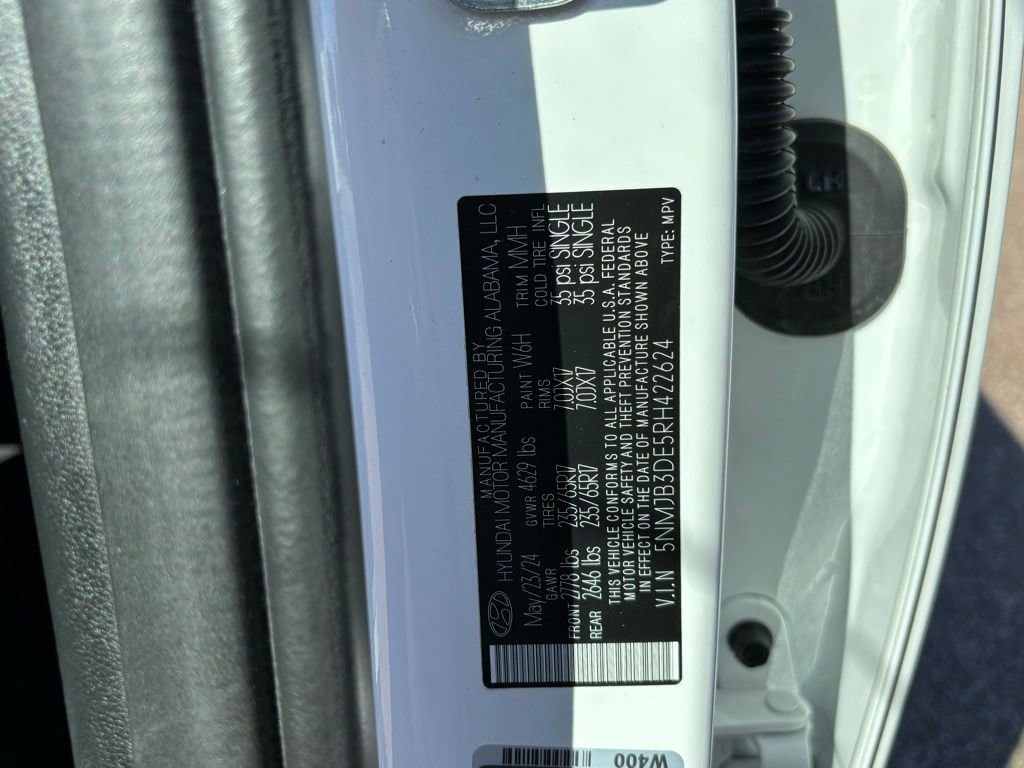 MANUFACTURED BY
HYUNDAI MOTOR MANUFACTURING ALABAMA, LLC
May/23/24 GVWR 4629 lbs PAINT W6H TRIM MMH
GAWR TIRES RIMS COLD TIRE INFL
FRONT 2778 lbs 235/65R17 7.0JX17 35 psi SINGLE
REAR 2646 lbs 235/65R17 7.0JX17 35 psi SINGLE
THIS VEHICLE CONFORMS TO ALL APPLICABLE U.S.A. FEDERAL
MOTOR VEHICLE SAFETY AND THEFT PREVENTION STANDARDS
IN EFFECT ON THE DATE OF MANUFACTURE SHOWN ABOVE
V.I.N 5NMJB3DE5RH422624 TYPE: MPV
W400
LH